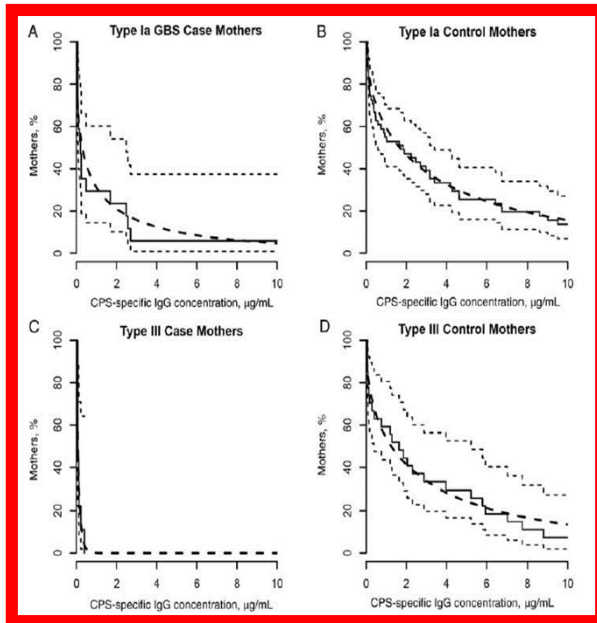 A
Type Ia GBS Case Mothers
Mothers, %
100
80
60
40
20
0
0 2 4 6 8 10
CPS-specific IgG concentration, μg/mL
B
Type Ia Control Mothers
Mothers, %
100
80
60
40
20
0
0 2 4 6 8 10
CPS-specific IgG concentration, μg/mL
C
Type III Case Mothers
Mothers, %
100
80
60
40
20
0
0 2 4 6 8 10
CPS-specific IgG concentration, μg/mL
D
Type III Control Mothers
Mothers, %
100
80
60
40
20
0
0 2 4 6 8 10
CPS-specific IgG concentration, μg/mL